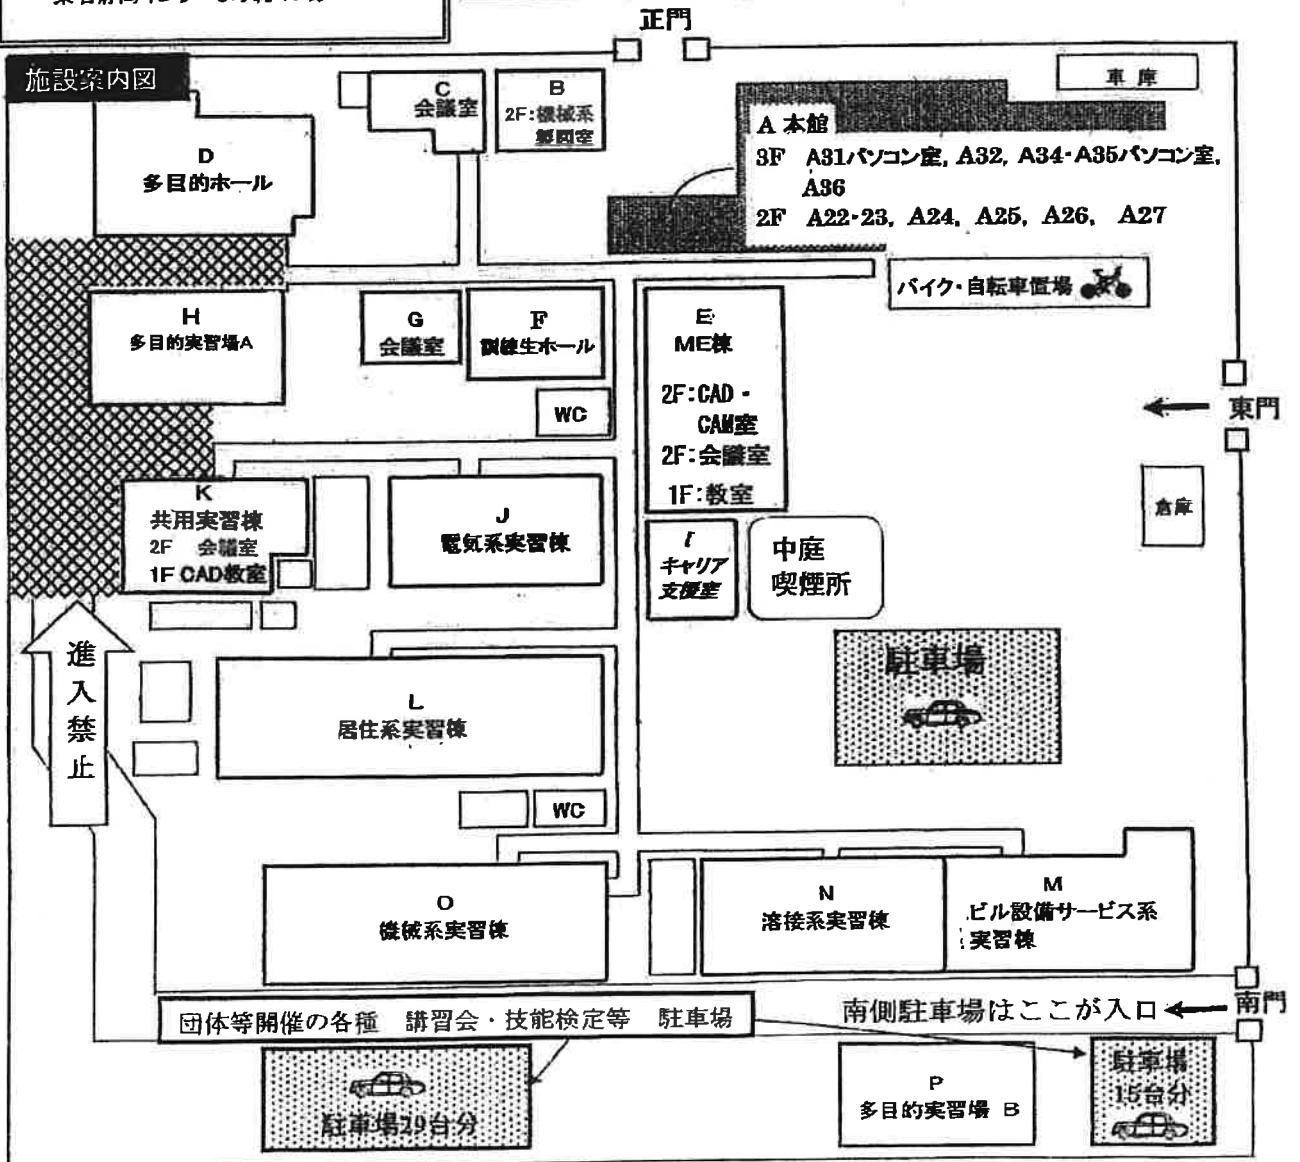 正門
施設案内図
車庫
C
会議室
B
2F:機械系
製図室
A 本館
3F A31パソコン室, A32, A34・A35パソコン室,
A36
2F A22・23, A24, A25, A26, A27
D
多目的ホール
バイク・自転車置場
H
多目的実習場A
G
会議室
F
訓練生ホール
WC
E
ME棟
2F:CAD・
CAM室
2F:会議室
1F:教室
東門
倉庫
K
共用実習棟
2F 会議室
1F CAD教室
J
電気系実習棟
I
キャリア
支援室
中庭
喫煙所
駐車場
進入禁止
L
居住系実習棟
WC
O
機械系実習棟
N
溶接系実習棟
M
ビル設備サービス系
実習棟
団体等開催の各種 講習会・技能検定等 駐車場
南側駐車場はここが入口
南門
駐車場29台分
P
多目的実習場 B
駐車場
15台分